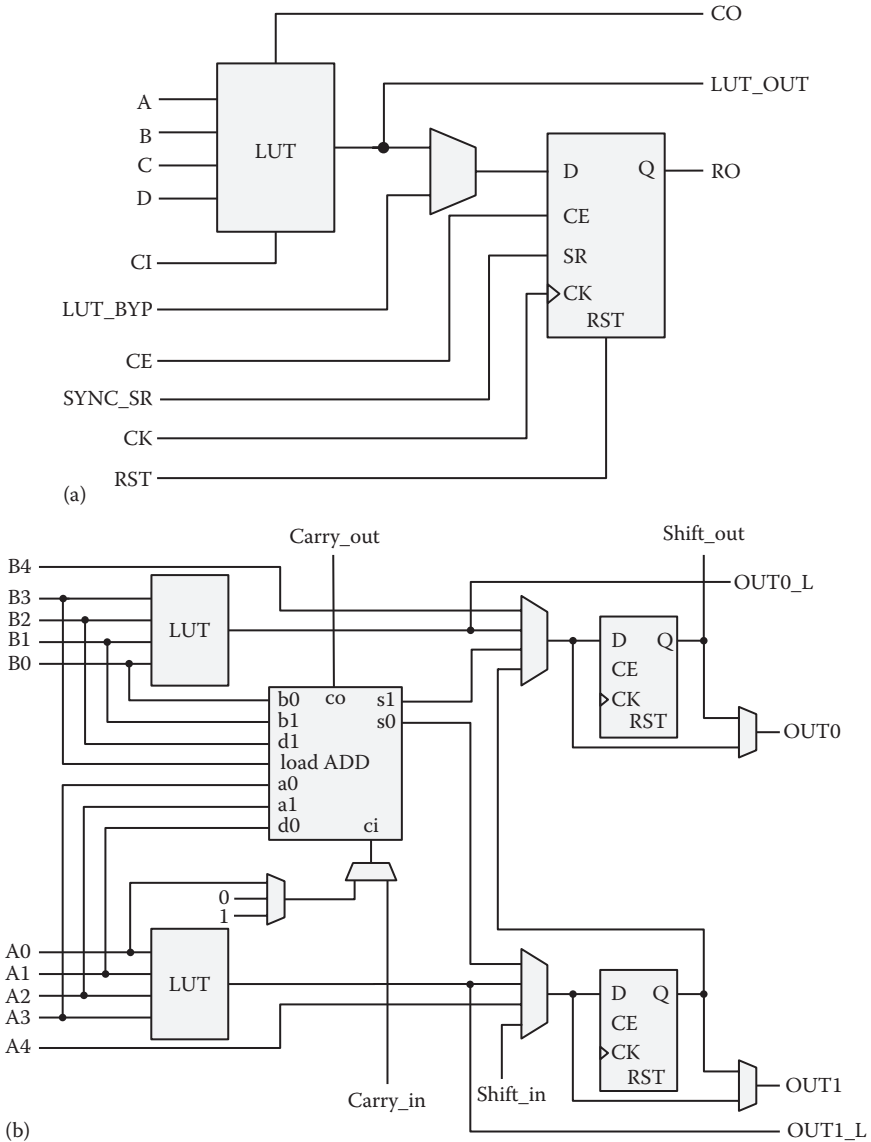 CO
LUT_OUT
A
B
LUT
C
D
D Q RO
CE
SR
CI
CK
LUT_BYP
RST
CE
SYNC_SR
CK
RST
(a)
Carry_out Shift_out
B4
OUT0_L
B3
B2
LUT
B1
B0
D Q
CE
CK
RST
b0 co s1
b1 s0
d1
load ADD
a0
a1
d0 ci
OUT0
0
1
A0
A1
LUT
A2
A3
A4
D Q
CE
CK
RST
Carry_in
Shift_in
OUT1
OUT1_L
(b)